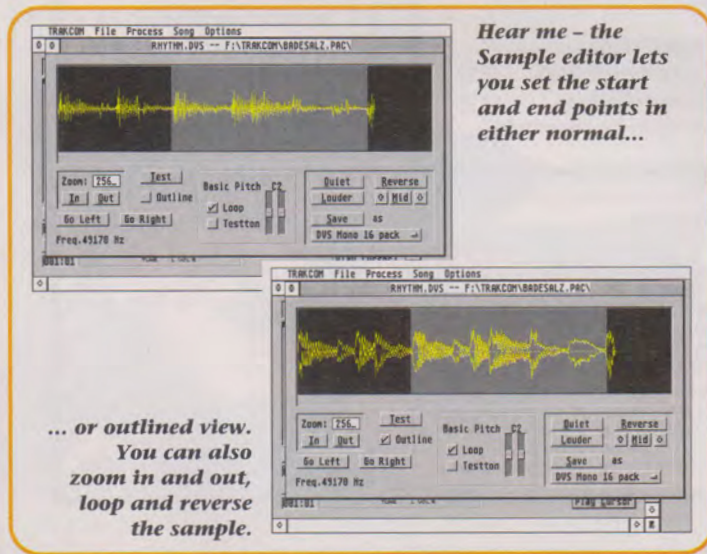 TRAKCOM File Process Song Options
RHYTHM.DVS -- F:\TRAKCOM\BADESALZ.PAC\
Zoom: 256
Test
In Out
Outline
Go Left Go Right
Freq.49170 Hz
Basic Pitch C2
Loop
Testton
Quiet Reverse
Louder Mid
Save as
DVS Mono 16 pack
001:01
Hear me – the
Sample editor lets
you set the start
and end points in
either normal...
TRAKCOM File Process Song Options
RHYTHM.DVS -- F:\TRAKCOM\BADESALZ.PAC\
Zoom: 256
Test
In Out
Outline
Go Left Go Right
Freq.49170 Hz
Basic Pitch C2
Loop
Testton
Quiet Reverse
Louder Mid
Save as
DVS Mono 16 pack
001:01
Play Cursor
... or outlined view.
You can also
zoom in and out,
loop and reverse
the sample.